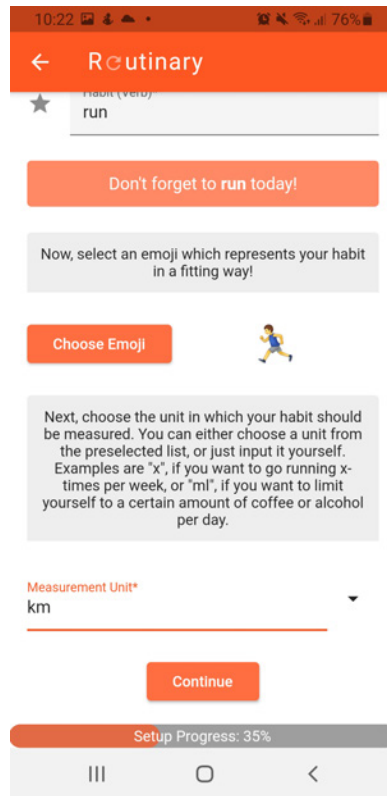 10:22 76%
Routinary
Habit (Verb)*
run
Don't forget to run today!
Now, select an emoji which represents your habit
in a fitting way!
Choose Emoji
Next, choose the unit in which your habit should
be measured. You can either choose a unit from
the preselected list, or just input it yourself.
Examples are "x", if you want to go running x-
times per week, or "ml", if you want to limit
yourself to a certain amount of coffee or alcohol
per day.
Measurement Unit*
km
Continue
Setup Progress: 35%